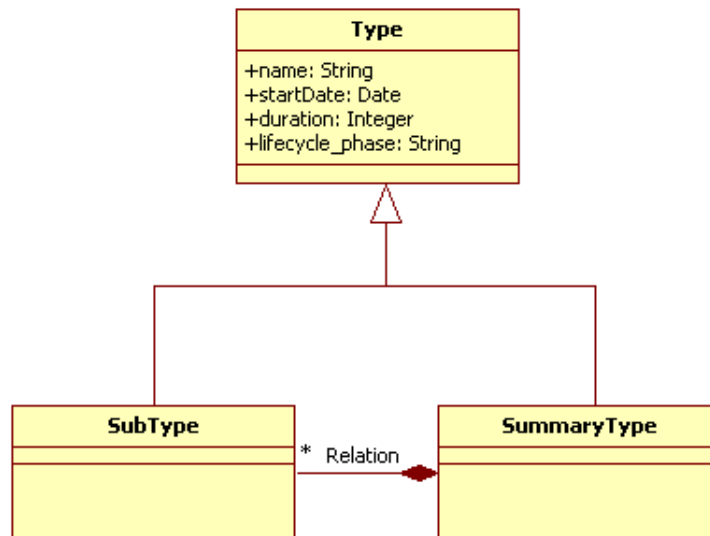 Type
+name: String
+startDate: Date
+duration: Integer
+lifecycle_phase: String
SubType
* Relation
SummaryType